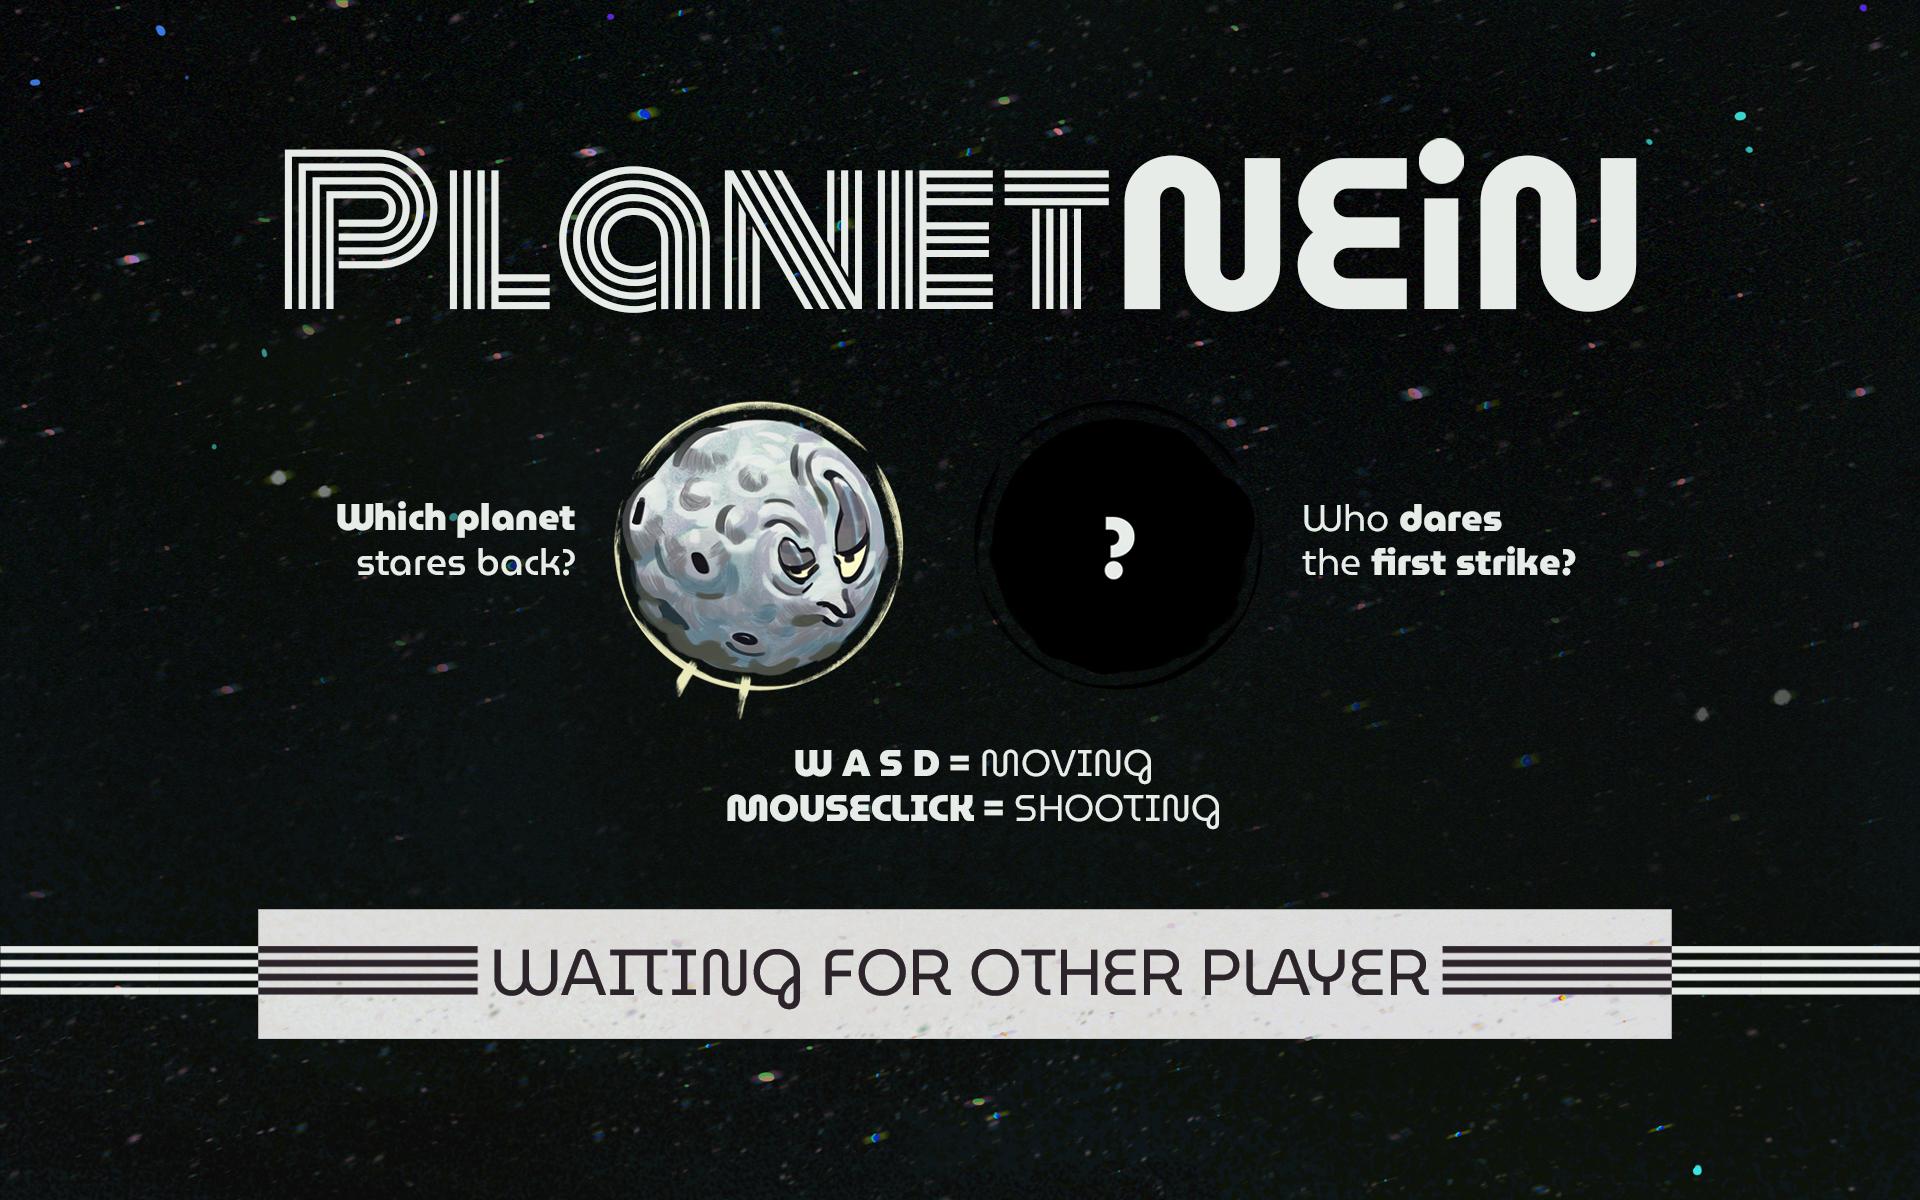 PLaNETNEiN
Which planet
stares back?
?
Who dares
the first strike?
W A S D = MOVING
MOUSECLICK = SHOOTING
WAITING FOR OTHER PLAYER